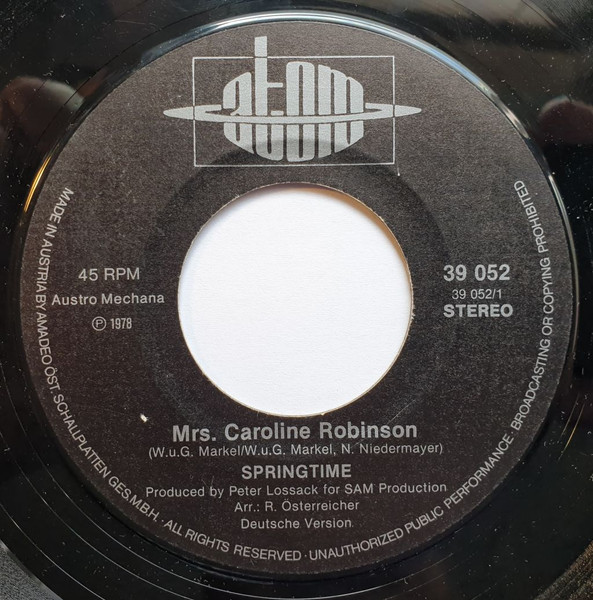 atom
45 RPM
Austro Mechana
Ⓟ 1978
39 052
39 052/1
STEREO
Mrs. Caroline Robinson
(W.u.G. Markel/W.u.G. Markel, N. Niedermayer)
SPRINGTIME
Produced by Peter Lossack for SAM Production
Arr.: R. Österreicher
Deutsche Version
MADE IN AUSTRIA BY AMADEO ÖST. SCHALLPLATTEN GES.M.B.H. · ALL RIGHTS RESERVED · UNAUTHORIZED PUBLIC PERFORMANCE · BROADCASTING OR COPYING PROHIBITED